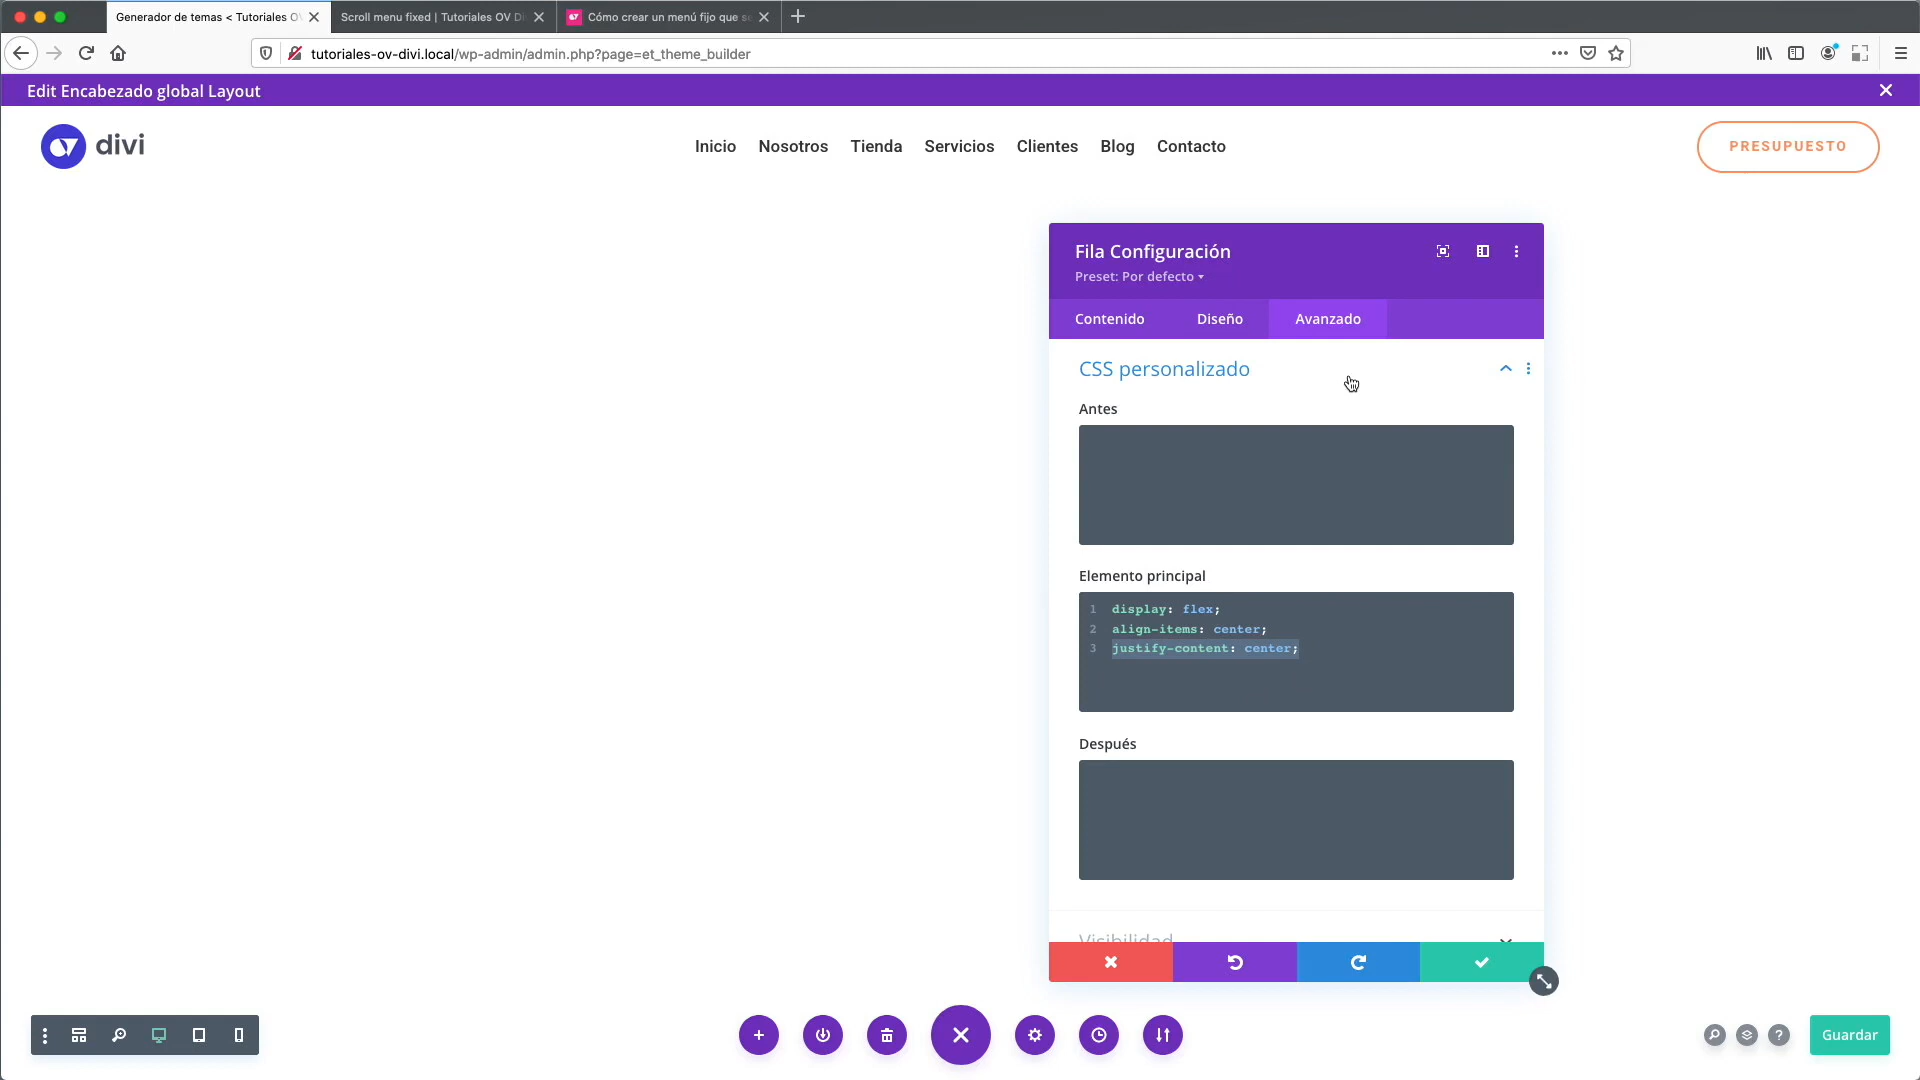 Generador de temas < Tutoriales O
Scroll menu fixed | Tutoriales OV Di
Cómo crear un menú fijo que se
tutoriales-ov-divi.local/wp-admin/admin.php?page=et_theme_builder
Edit Encabezado global Layout
divi
Inicio Nosotros Tienda Servicios Clientes Blog Contacto
PRESUPUESTO
Fila Configuración
Preset: Por defecto
Contenido Diseño Avanzado
CSS personalizado
Antes
Elemento principal
1 display: flex;
2 align-items: center;
3 justify-content: center;
Después
Visibilidad
Guardar